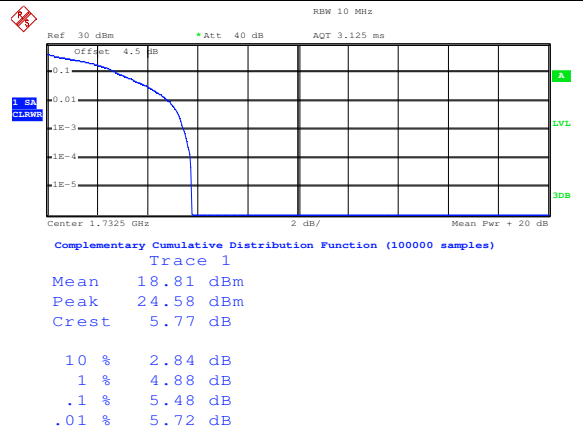 R S
RBW 10 MHz
Ref 30 dBm * Att 40 dB AQT 3.125 ms
Offset 4.5 dB
0.1
A
0.01
1 SA
CLRWR
1E-3
LVL
1E-4
1E-5
3DB
Center 1.7325 GHz 2 dB/ Mean Pwr + 20 dB
Complementary Cumulative Distribution Function (100000 samples)
Trace 1
Mean 18.81 dBm
Peak 24.58 dBm
Crest 5.77 dB
10 % 2.84 dB
1 % 4.88 dB
.1 % 5.48 dB
.01 % 5.72 dB